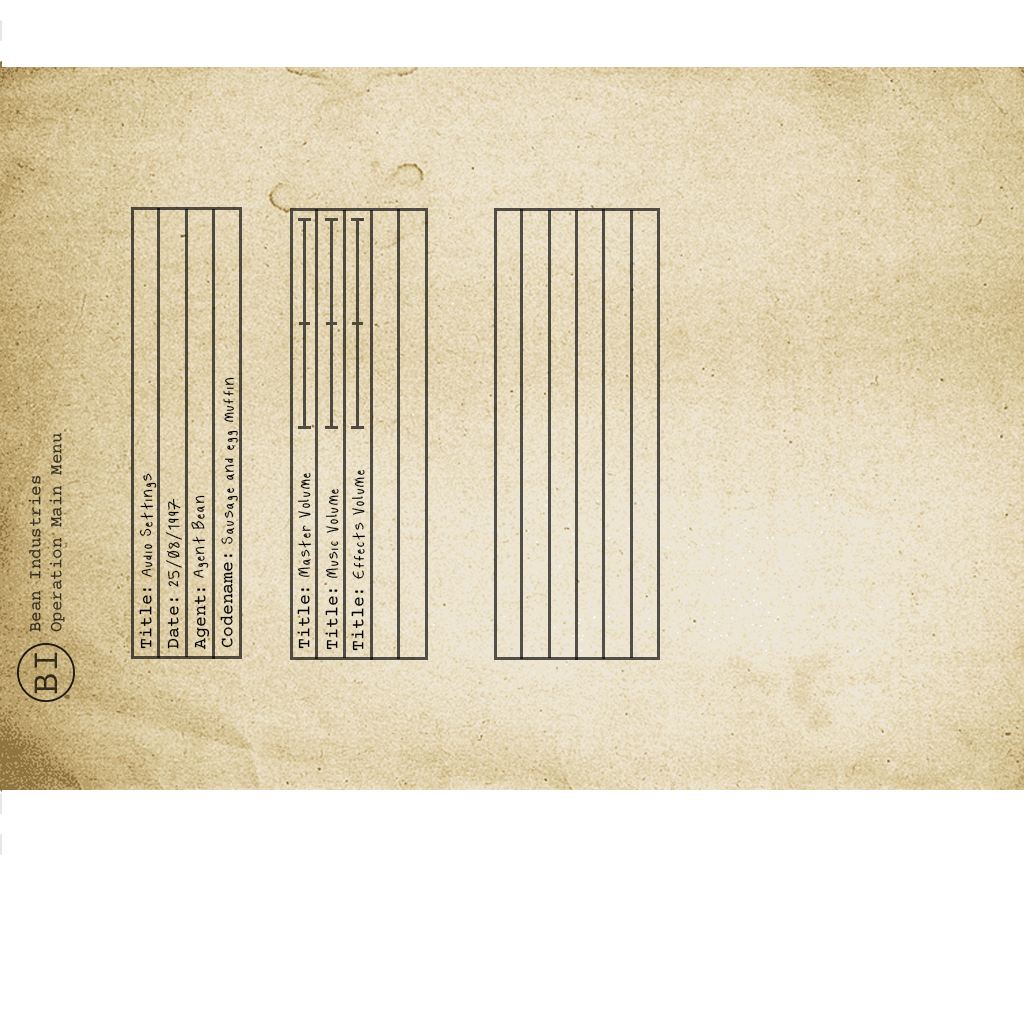 BI
Bean Industries
Operation Main Menu
Title: Audio Settings
Date: 25/08/1997
Agent: Agent Bean
Codename: Sausage and egg muffin
Title: Master Volume
Title: Music Volume
Title: Effects Volume